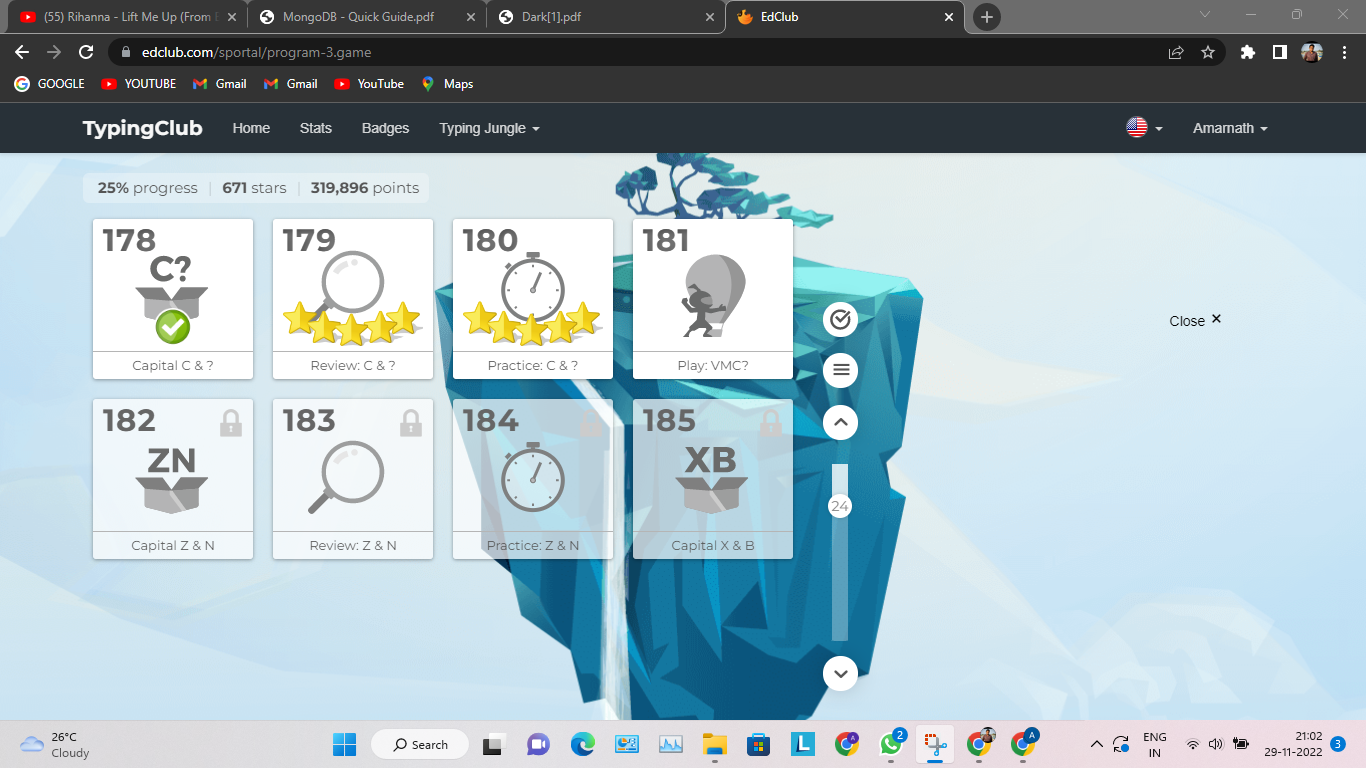 (55) Rihanna - Lift Me Up (From
MongoDB - Quick Guide.pdf
Dark[1].pdf
EdClub
edclub.com/sportal/program-3.game
GOOGLE
YOUTUBE
Gmail
Gmail
YouTube
Maps
TypingClub
Home
Stats
Badges
Typing Jungle
Amarnath
25% progress
671 stars
319,896 points
178
C?
Capital C & ?
179
Review: C & ?
180
Practice: C & ?
181
Play: VMC?
Close
182
ZN
Capital Z & N
183
Review: Z & N
184
Practice: Z & N
185
XB
Capital X & B
24
26°C
Cloudy
Search
L
A
2
A
ENG
IN
21:02
29-11-2022
3